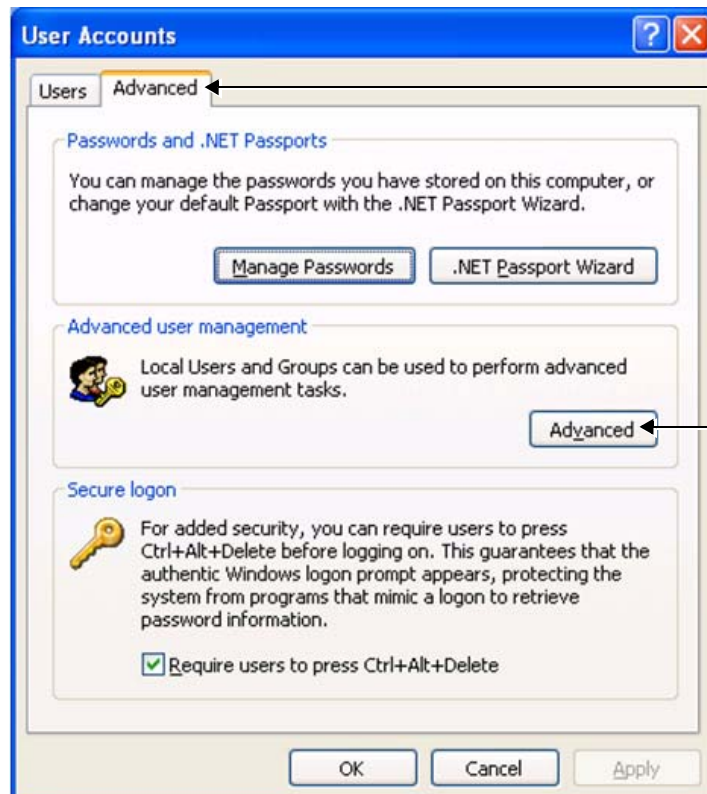 User Accounts
Users Advanced
Passwords and .NET Passports
You can manage the passwords you have stored on this computer, or
change your default Passport with the .NET Passport Wizard.
Manage Passwords .NET Passport Wizard
Advanced user management
Local Users and Groups can be used to perform advanced
user management tasks.
Advanced
Secure logon
For added security, you can require users to press
Ctrl+Alt+Delete before logging on. This guarantees that the
authentic Windows logon prompt appears, protecting the
system from programs that mimic a logon to retrieve
password information.
Require users to press Ctrl+Alt+Delete
OK Cancel Apply